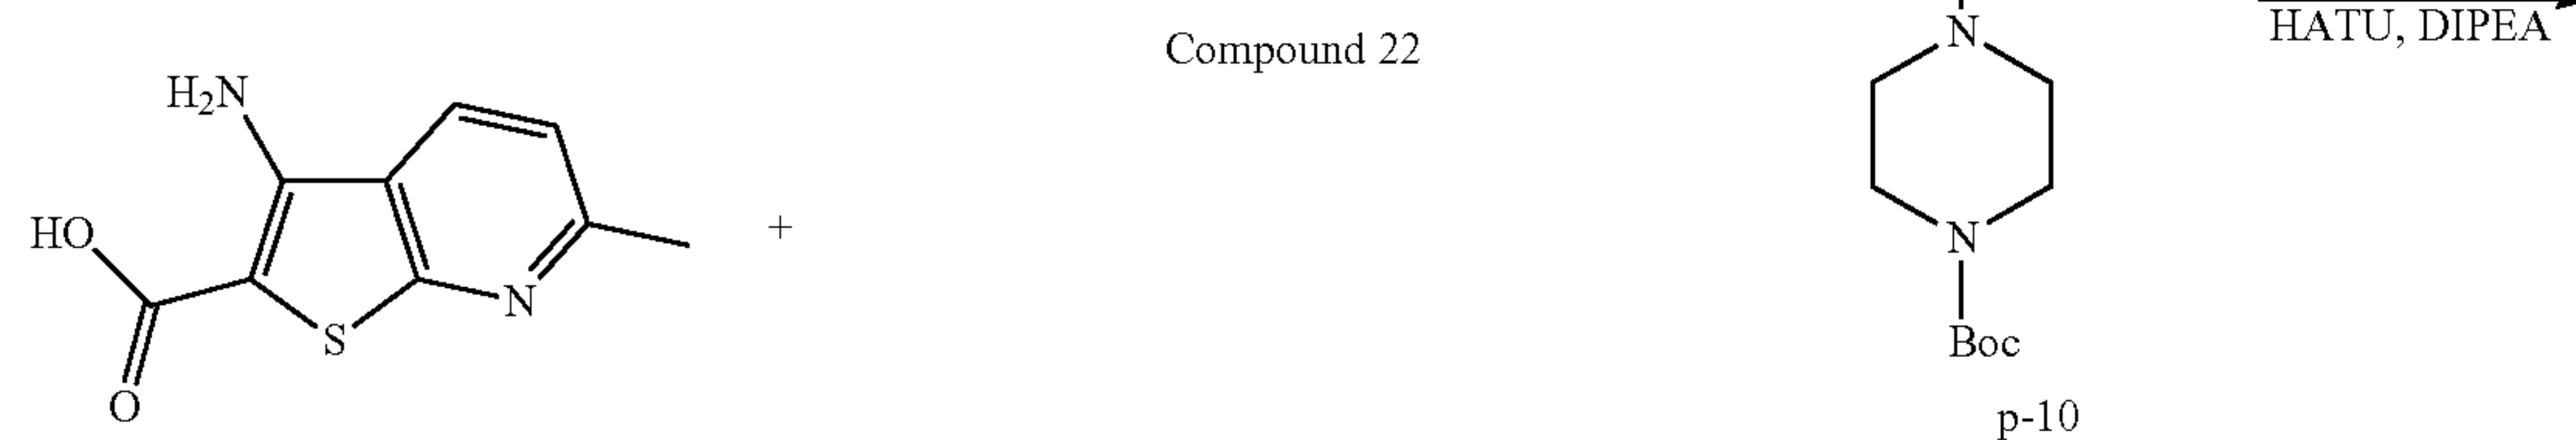 HATU, DIPEA
N
Compound 22
H₂N
HO
+
N
N
S
Boc
O
p-10